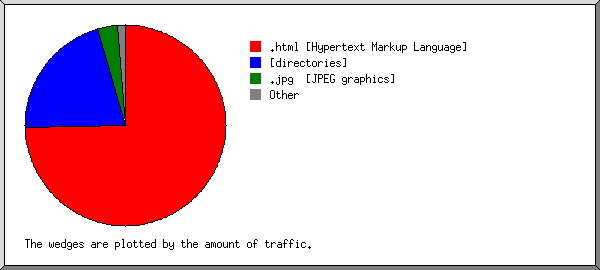 .html [Hypertext Markup Language]
[directories]
.jpg [JPEG graphics]
Other
The wedges are plotted by the amount of traffic.